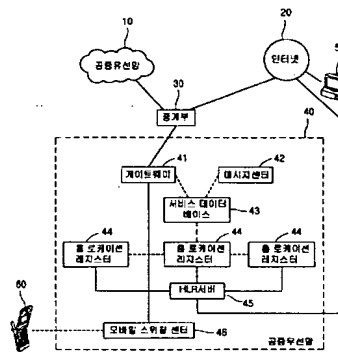 10
20
공중유선망
인터넷
5
30
중계부
40
41
42
게이트웨이
메시지센터
서비스 데이터
베이스
43
44
44
44
홈 로케이션
레지스터
홈 로케이션
레지스터
홈 로케이션
레지스터
HLR서버
45
60
모바일 스위칭 센터
46
공중무선망